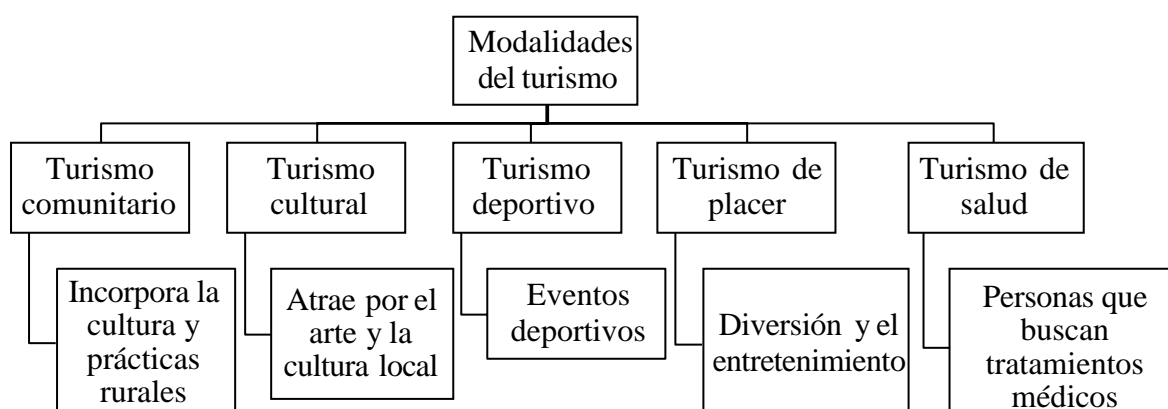 Modalidades
del turismo
Turismo
comunitario
Turismo
cultural
Turismo
deportivo
Turismo de
placer
Turismo de
salud
Incorpora la
cultura y
prácticas
rurales
Atrae por el
arte y la
cultura local
Eventos
deportivos
Diversión y el
entretenimiento
Personas que
buscan
tratamientos
médicos